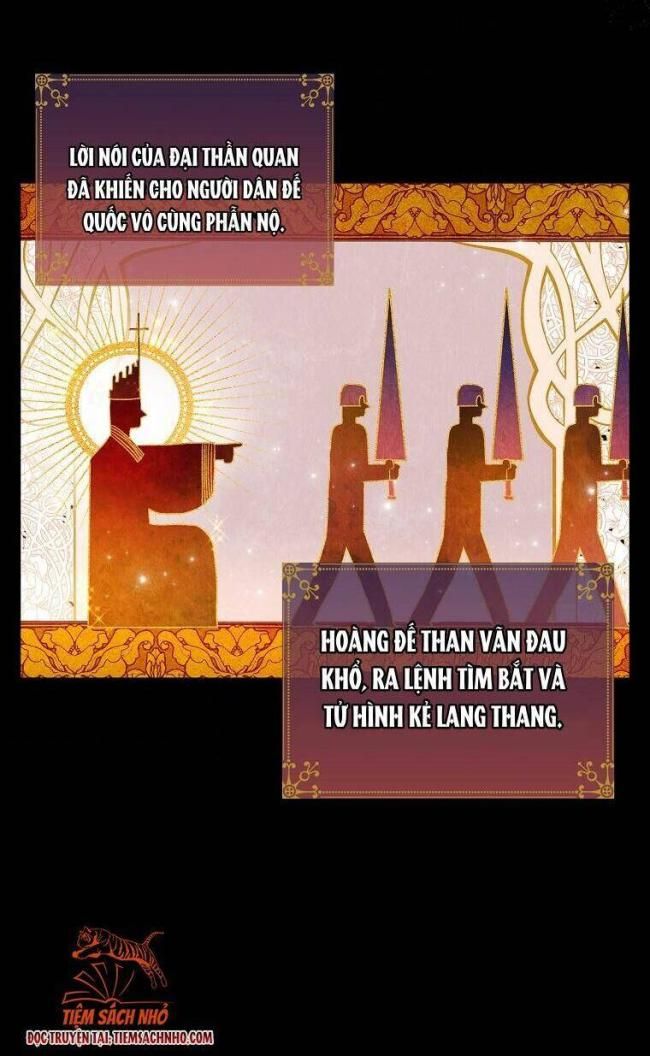 LỜI NÓI CỦA ĐẠI THẦN QUAN
ĐÃ KHIẾN CHO NGƯỜI DÂN ĐẾ
QUỐC VÔ CÙNG PHẪN NỘ.
HOÀNG ĐẾ THAN VÃN ĐAU
KHỔ, RA LỆNH TÌM BẮT VÀ
TỬ HÌNH KẺ LANG THANG.
TIỆM SÁCH NHỎ
ĐỌC TRUYỆN TẠI: TIEMSACHNHO.COM